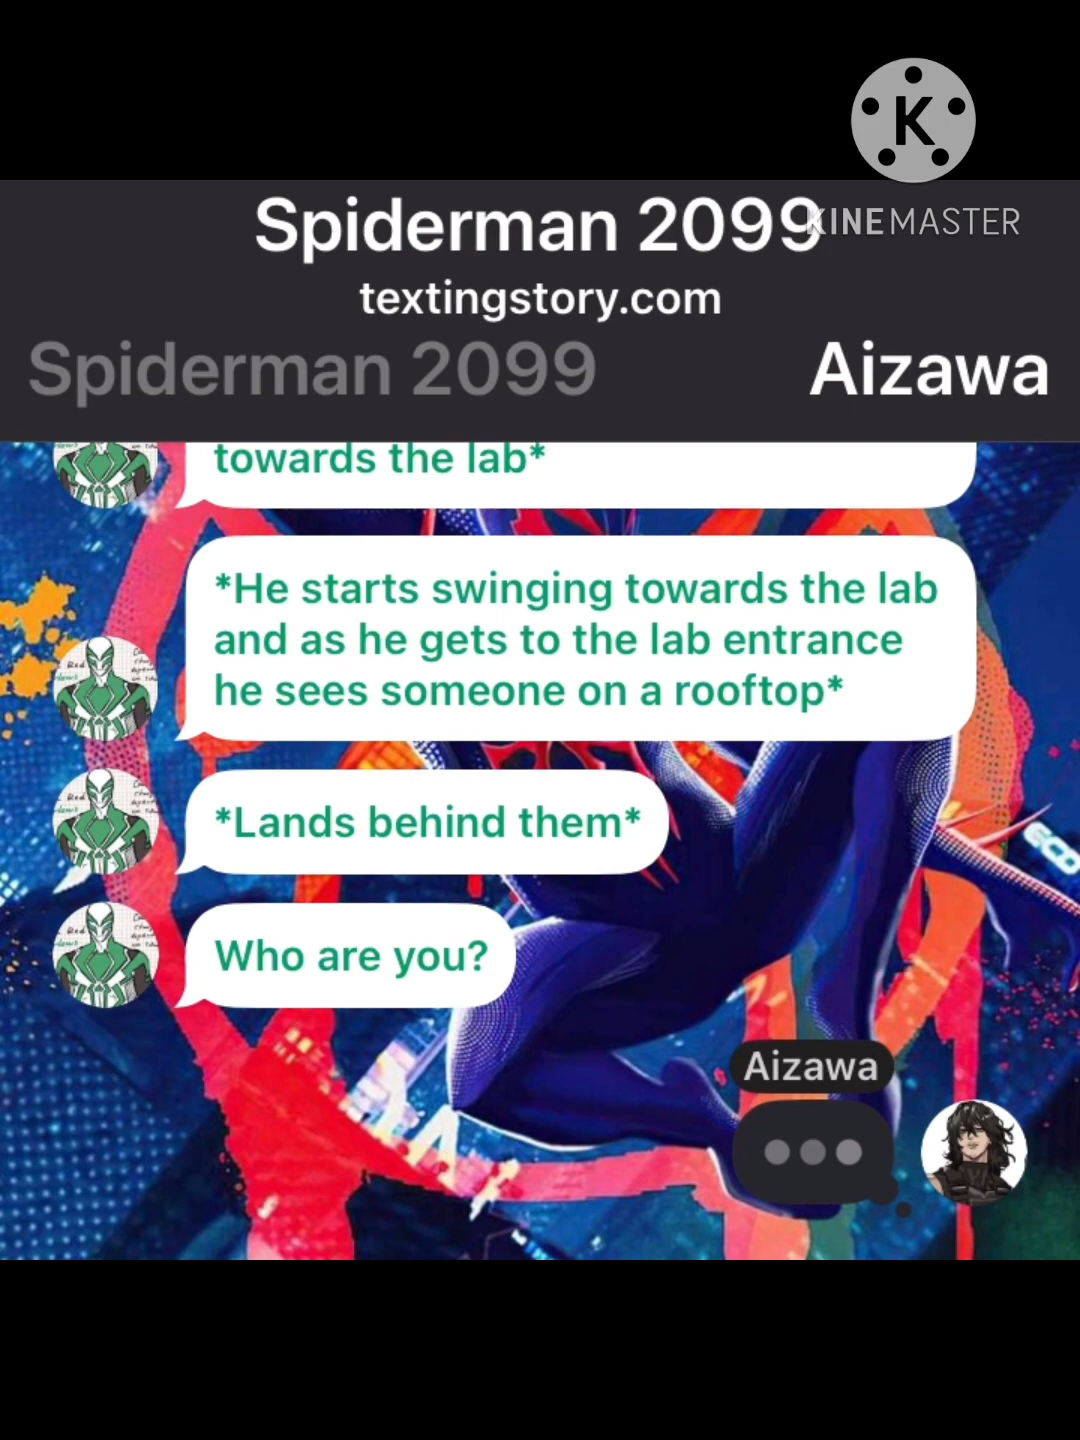 K
KINEMASTER
Spiderman 2099
textingstory.com
Spiderman 2099
Aizawa
towards the lab*
*He starts swinging towards the lab
and as he gets to the lab entrance
he sees someone on a rooftop*
*Lands behind them*
Who are you?
Aizawa